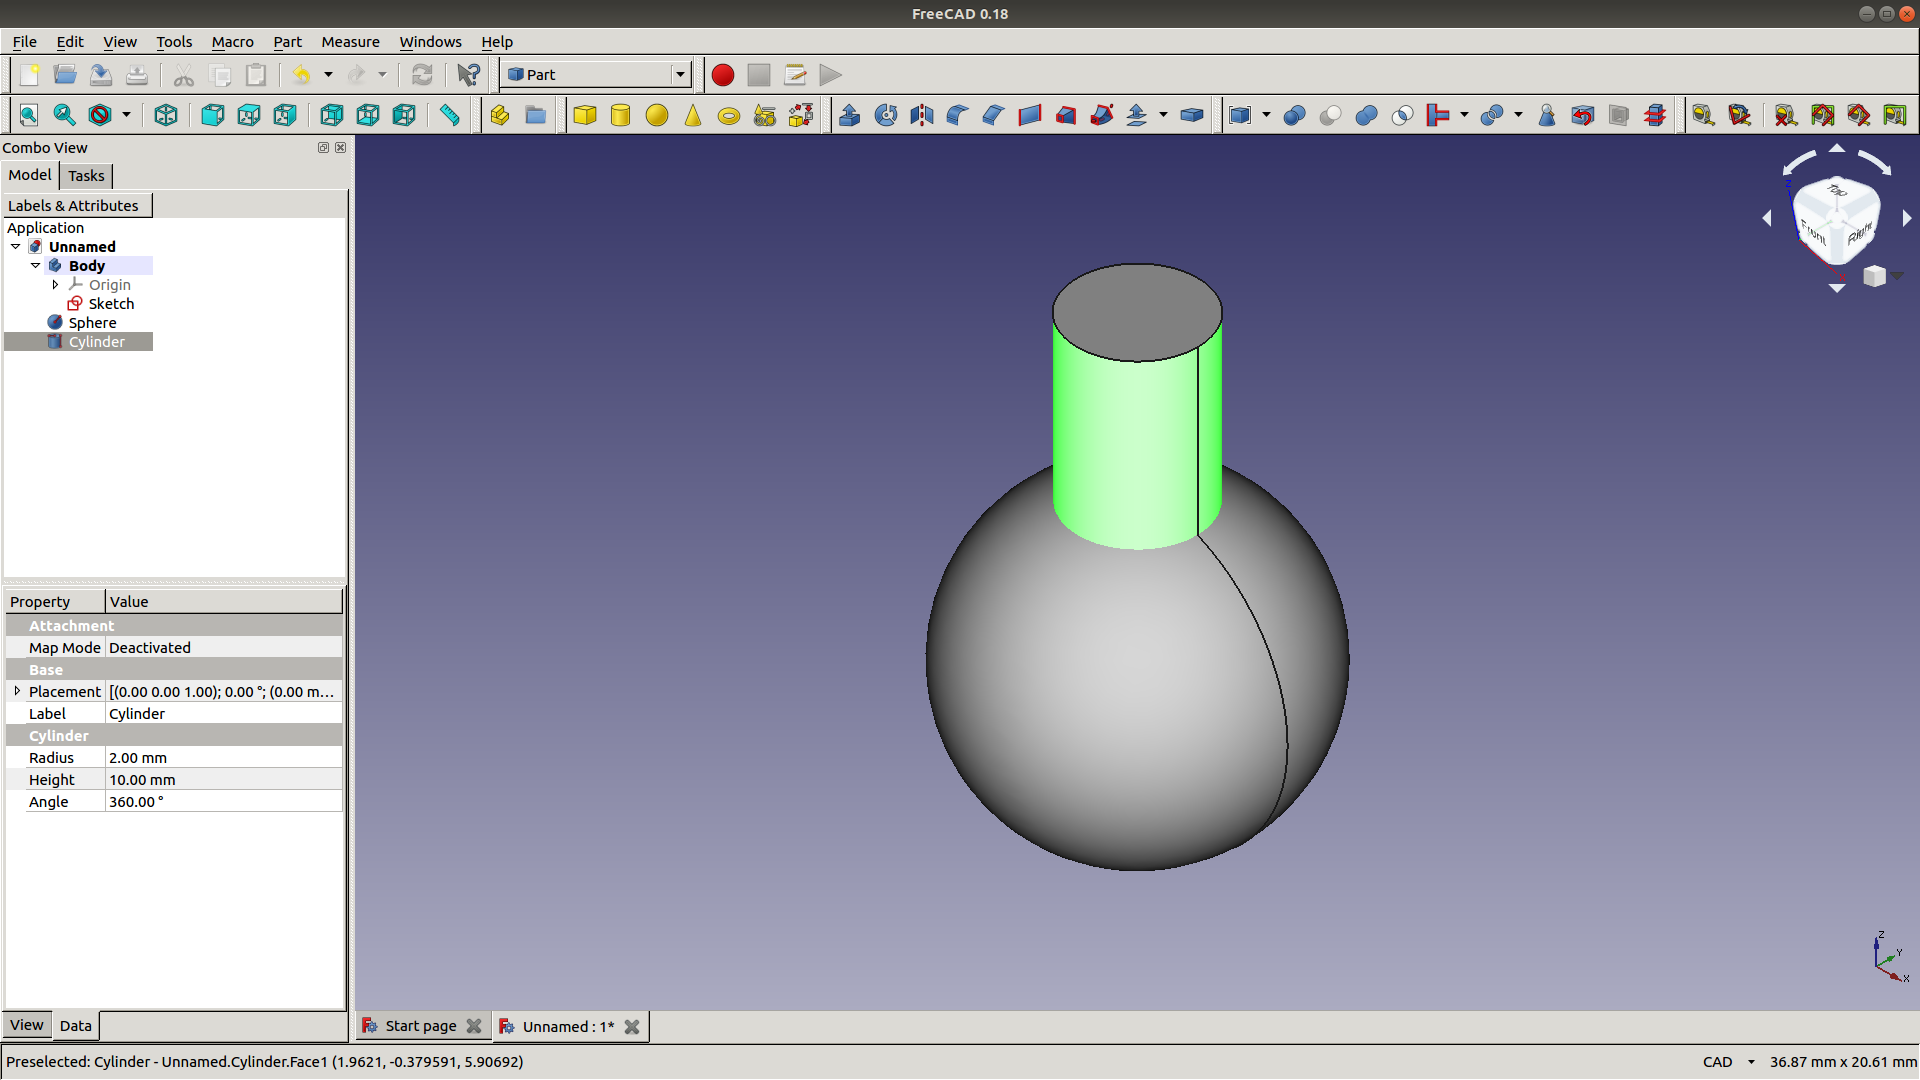 FreeCAD 0.18
File Edit View Tools Macro Part Measure Windows Help
Part
Combo View
Model Tasks
Labels & Attributes
Application
Unnamed
Body
Origin
Sketch
Sphere
Cylinder
Property Value
Attachment
Map Mode Deactivated
Base
Placement [(0.00 0.00 1.00); 0.00 °; (0.00 m...
Label Cylinder
Cylinder
Radius 2.00 mm
Height 10.00 mm
Angle 360.00 °
View Data
Top
Front Right
Z
Z
Y
X
Start page Unnamed : 1*
Preselected: Cylinder - Unnamed.Cylinder.Face1 (1.9621, -0.379591, 5.90692)
CAD 36.87 mm x 20.61 mm